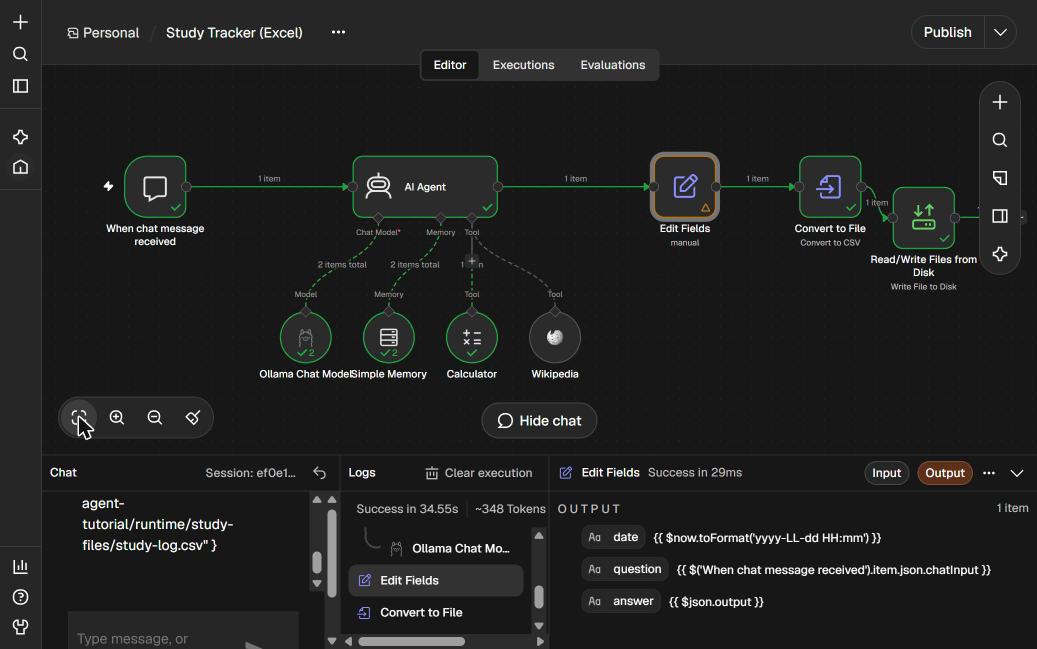 Personal / Study Tracker (Excel) ...
Publish
Editor Executions Evaluations
1 item
1 item
1 item
1 item
AI Agent
When chat message
received
Chat Model*
Memory
Tool
Edit Fields
manual
Convert to File
Convert to CSV
Read/Write Files from
Disk
Write File to Disk
2 items total
2 items total
Model
Memory
Tool
Tool
2
2
Ollama Chat Model
Simple Memory
Calculator
Wikipedia
Hide chat
Chat
Session: ef0e1...
agent-
tutorial/runtime/study-
files/study-log.csv" }
Type message, or
Logs
Clear execution
Success in 34.55s
~348 Tokens
Ollama Chat Mo...
Edit Fields
Convert to File
Edit Fields Success in 29ms
Input
Output
OUTPUT
1 item
Aa date {{ $now.toFormat('yyyy-LL-dd HH:mm') }}
Aa question {{ $('When chat message received').item.json.chatInput }}
Aa answer {{ $json.output }}